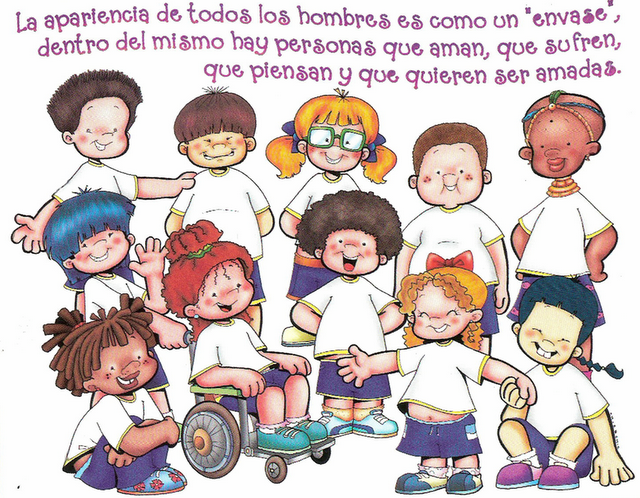 La apariencia de todos los hombres es como un "envase",
dentro del mismo hay personas que aman, que sufren,
que piensan y que quieren ser amadas.